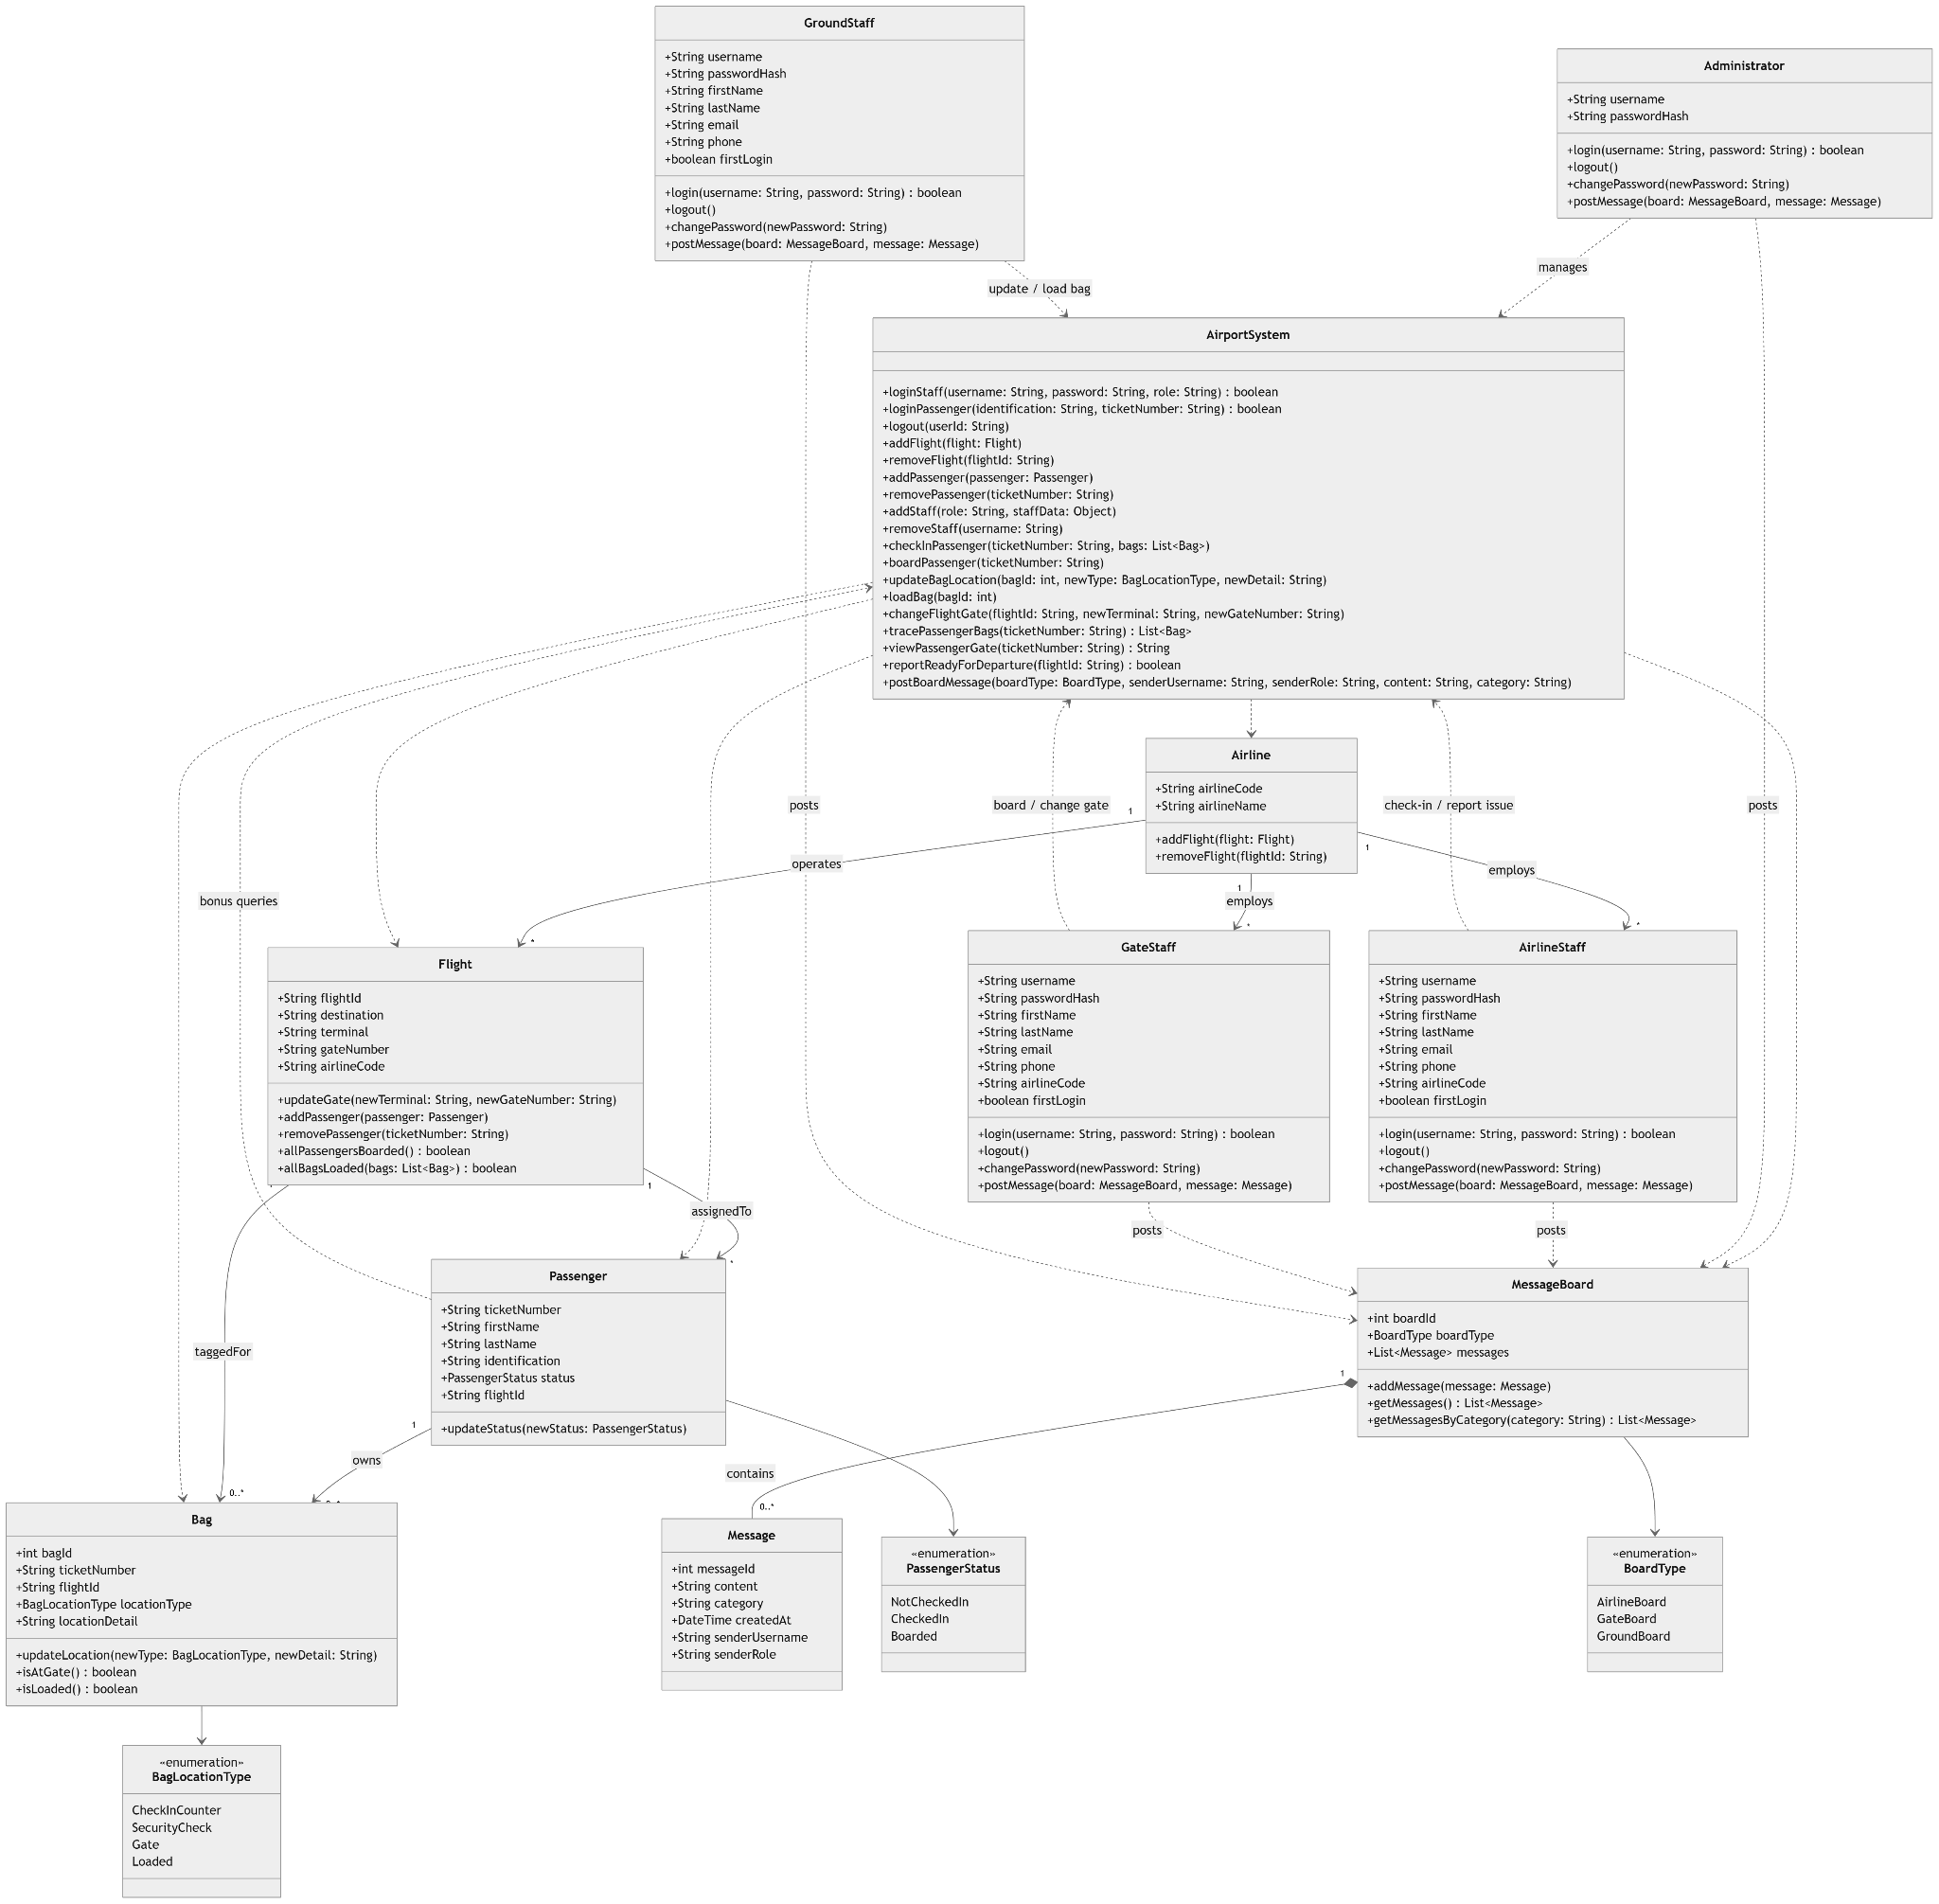 GroundStaff
+String username
+String passwordHash
+String firstName
+String lastName
+String email
+String phone
+boolean firstLogin
+login(username: String, password: String) : boolean
+logout()
+changePassword(newPassword: String)
+postMessage(board: MessageBoard, message: Message)
Administrator
+String username
+String passwordHash
+login(username: String, password: String) : boolean
+logout()
+changePassword(newPassword: String)
+postMessage(board: MessageBoard, message: Message)
update / load bag
manages
AirportSystem
+loginStaff(username: String, password: String, role: String) : boolean
+loginPassenger(identification: String, ticketNumber: String) : boolean
+logout(userId: String)
+addFlight(flight: Flight)
+removeFlight(flightId: String)
+addPassenger(passenger: Passenger)
+removePassenger(ticketNumber: String)
+addStaff(role: String, staffData: Object)
+removeStaff(username: String)
+checkInPassenger(ticketNumber: String, bags: List<Bag>)
+boardPassenger(ticketNumber: String)
+updateBagLocation(bagId: int, newType: BagLocationType, newDetail: String)
+loadBag(bagId: int)
+changeFlightGate(flightId: String, newTerminal: String, newGateNumber: String)
+tracePassengerBags(ticketNumber: String) : List<Bag>
+viewPassengerGate(ticketNumber: String) : String
+reportReadyForDeparture(flightId: String) : boolean
+postBoardMessage(boardType: BoardType, senderUsername: String, senderRole: String, content: String, category: String)
Airline
+String airlineCode
+String airlineName
+addFlight(flight: Flight)
+removeFlight(flightId: String)
posts
board / change gate
check-in / report issue
posts
1
1
1
operates
employs
employs
bonus queries
*
*
*
Flight
+String flightId
+String destination
+String terminal
+String gateNumber
+String airlineCode
+updateGate(newTerminal: String, newGateNumber: String)
+addPassenger(passenger: Passenger)
+removePassenger(ticketNumber: String)
+allPassengersBoarded() : boolean
+allBagsLoaded(bags: List<Bag>) : boolean
GateStaff
+String username
+String passwordHash
+String firstName
+String lastName
+String email
+String phone
+String airlineCode
+boolean firstLogin
+login(username: String, password: String) : boolean
+logout()
+changePassword(newPassword: String)
+postMessage(board: MessageBoard, message: Message)
AirlineStaff
+String username
+String passwordHash
+String firstName
+String lastName
+String email
+String phone
+String airlineCode
+boolean firstLogin
+login(username: String, password: String) : boolean
+logout()
+changePassword(newPassword: String)
+postMessage(board: MessageBoard, message: Message)
1
assignedTo
*
posts
posts
Passenger
+String ticketNumber
+String firstName
+String lastName
+String identification
+PassengerStatus status
+String flightId
+updateStatus(newStatus: PassengerStatus)
MessageBoard
+int boardId
+BoardType boardType
+List<Message> messages
+addMessage(message: Message)
+getMessages() : List<Message>
+getMessagesByCategory(category: String) : List<Message>
taggedFor
1
1
owns
contains
0..*
0..*
Bag
+int bagId
+String ticketNumber
+String flightId
+BagLocationType locationType
+String locationDetail
+updateLocation(newType: BagLocationType, newDetail: String)
+isAtGate() : boolean
+isLoaded() : boolean
Message
+int messageId
+String content
+String category
+DateTime createdAt
+String senderUsername
+String senderRole
«enumeration»
PassengerStatus
NotCheckedIn
CheckedIn
Boarded
«enumeration»
BoardType
AirlineBoard
GateBoard
GroundBoard
«enumeration»
BagLocationType
CheckInCounter
SecurityCheck
Gate
Loaded